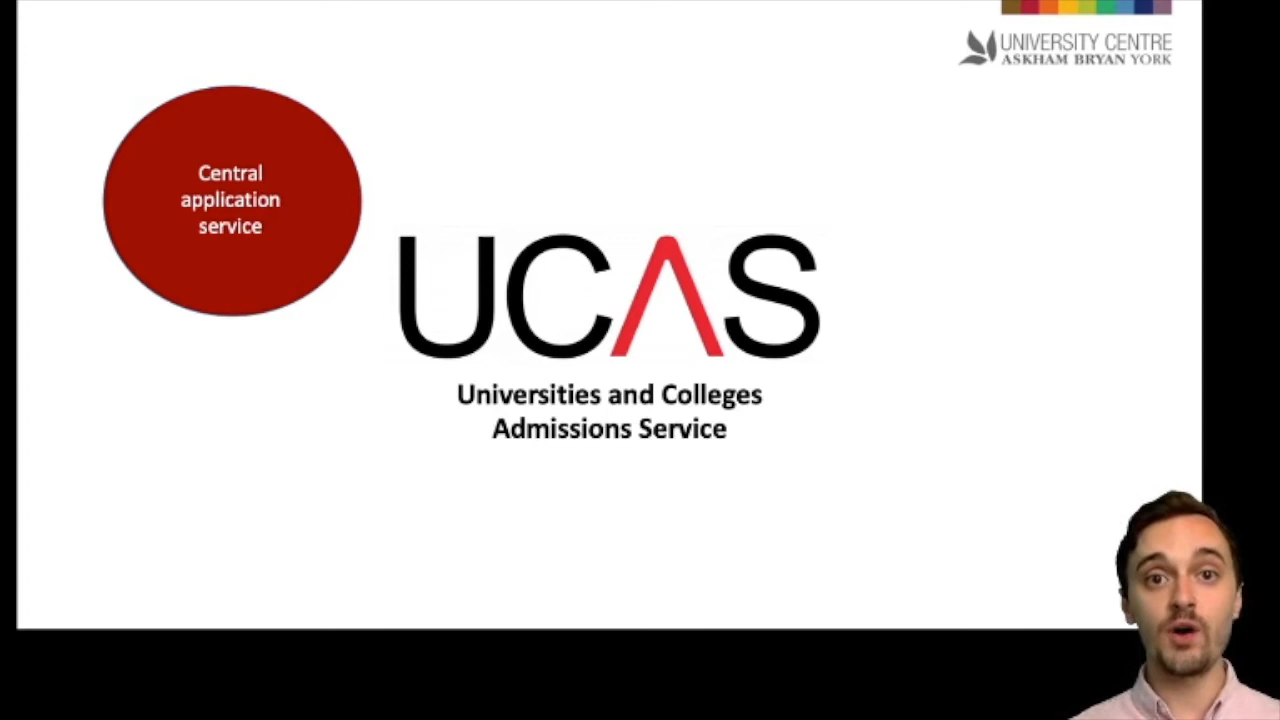 UNIVERSITY CENTRE
ASKHAM BRYAN YORK
Central
application
service
UCAS
Universities and Colleges
Admissions Service